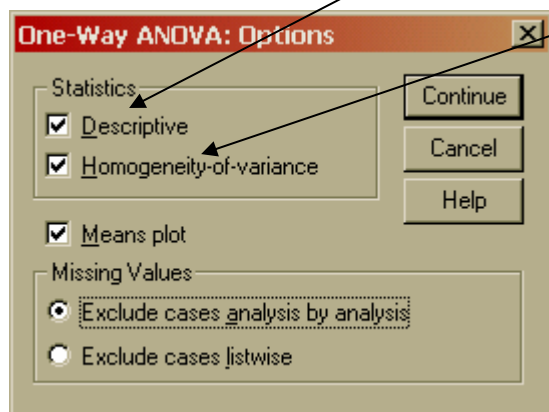 One-Way ANOVA: Options
Statistics
Descriptive
Homogeneity-of-variance
Means plot
Missing Values
Exclude cases analysis by analysis
Exclude cases listwise
Continue
Cancel
Help